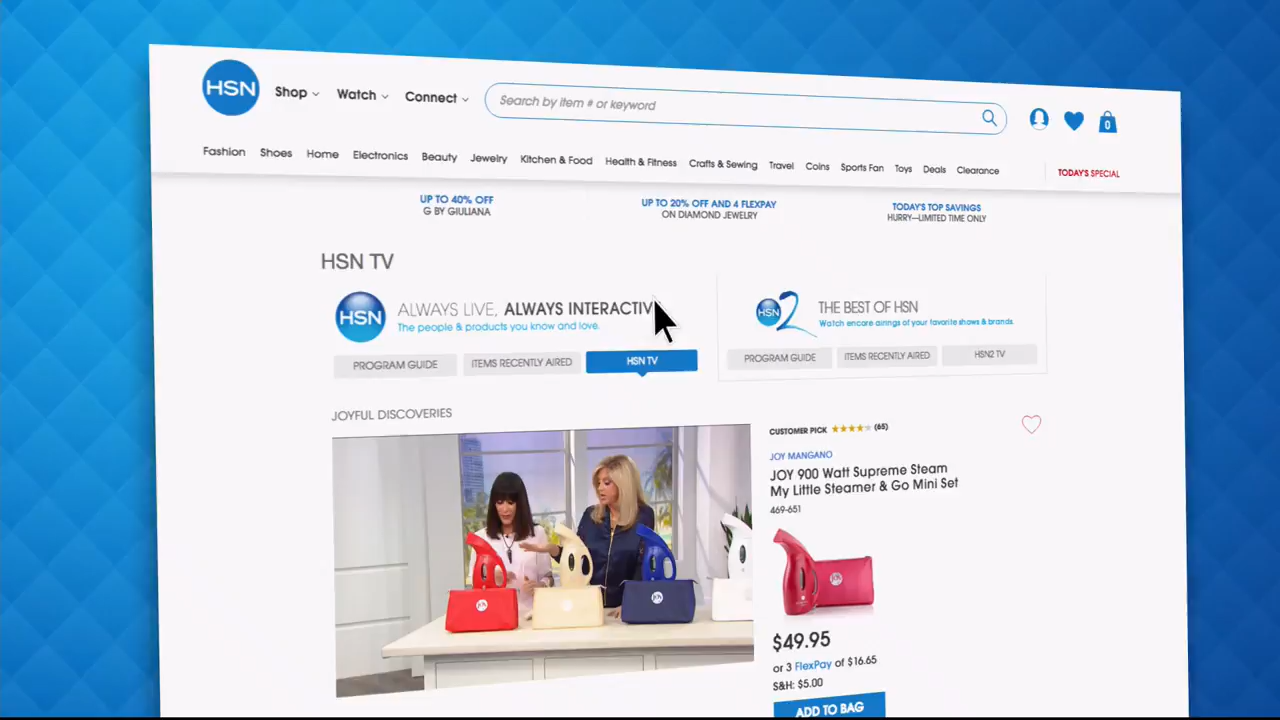 HSN
Shop
Watch
Connect
Search by item # or keyword
0
Fashion
Shoes
Home
Electronics
Beauty
Jewelry
Kitchen & Food
Health & Fitness
Crafts & Sewing
Travel
Coins
Sports Fan
Toys
Deals
Clearance
TODAY'S SPECIAL
UP TO 40% OFF
G BY GIULIANA
UP TO 20% OFF AND 4 FLEXPAY
ON DIAMOND JEWELRY
TODAY'S TOP SAVINGS
HURRY—LIMITED TIME ONLY
HSN TV
HSN
ALWAYS LIVE, ALWAYS INTERACTIV
The people & products you know and love.
PROGRAM GUIDE
ITEMS RECENTLY AIRED
HSN TV
HSN2
THE BEST OF HSN
Watch encore airings of your favorite shows & brands.
PROGRAM GUIDE
ITEMS RECENTLY AIRED
HSN2 TV
JOYFUL DISCOVERIES
CUSTOMER PICK
(65)
JOY MANGANO
JOY 900 Watt Supreme Steam
My Little Steamer & Go Mini Set
469-651
$49.95
or 3 FlexPay of $16.65
S&H: $5.00
ADD TO BAG